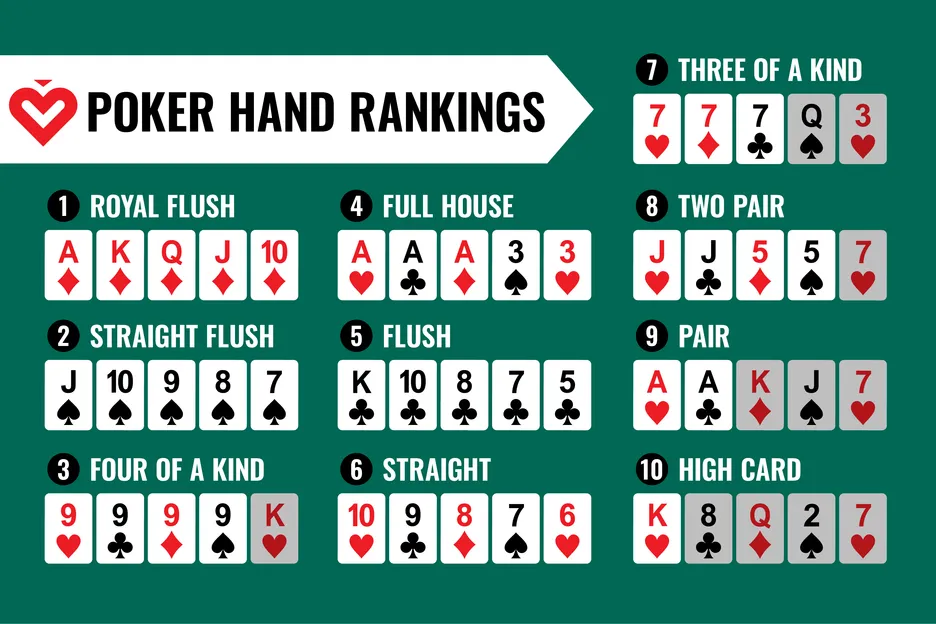 POKER HAND RANKINGS
1 ROYAL FLUSH
A K Q J 10
2 STRAIGHT FLUSH
J 10 9 8 7
3 FOUR OF A KIND
9 9 9 9 K
4 FULL HOUSE
A A A 3 3
5 FLUSH
K 10 8 7 5
6 STRAIGHT
10 9 8 7 6
7 THREE OF A KIND
7 7 7 Q 3
8 TWO PAIR
J J 5 5 7
9 PAIR
A A K J 7
10 HIGH CARD
K 8 Q 2 7